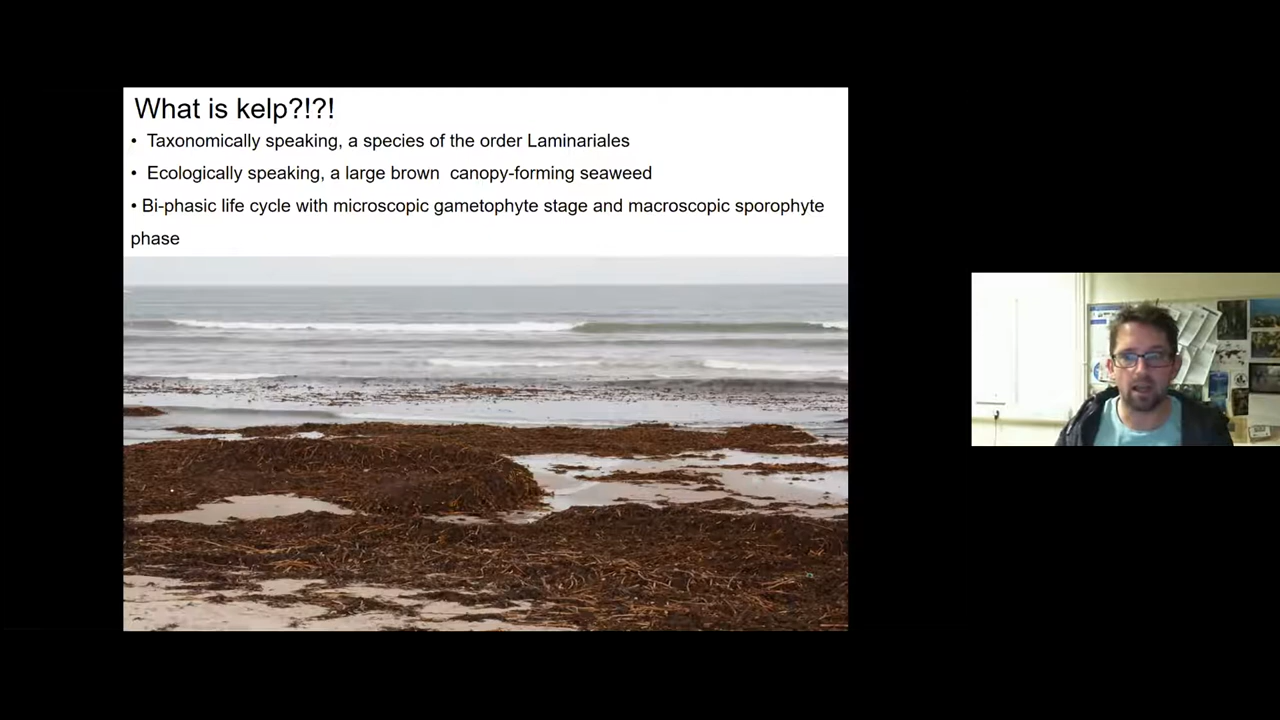 What is kelp?!?!
• Taxonomically speaking, a species of the order Laminariales
• Ecologically speaking, a large brown  canopy-forming seaweed
• Bi-phasic life cycle with microscopic gametophyte stage and macroscopic sporophyte
phase